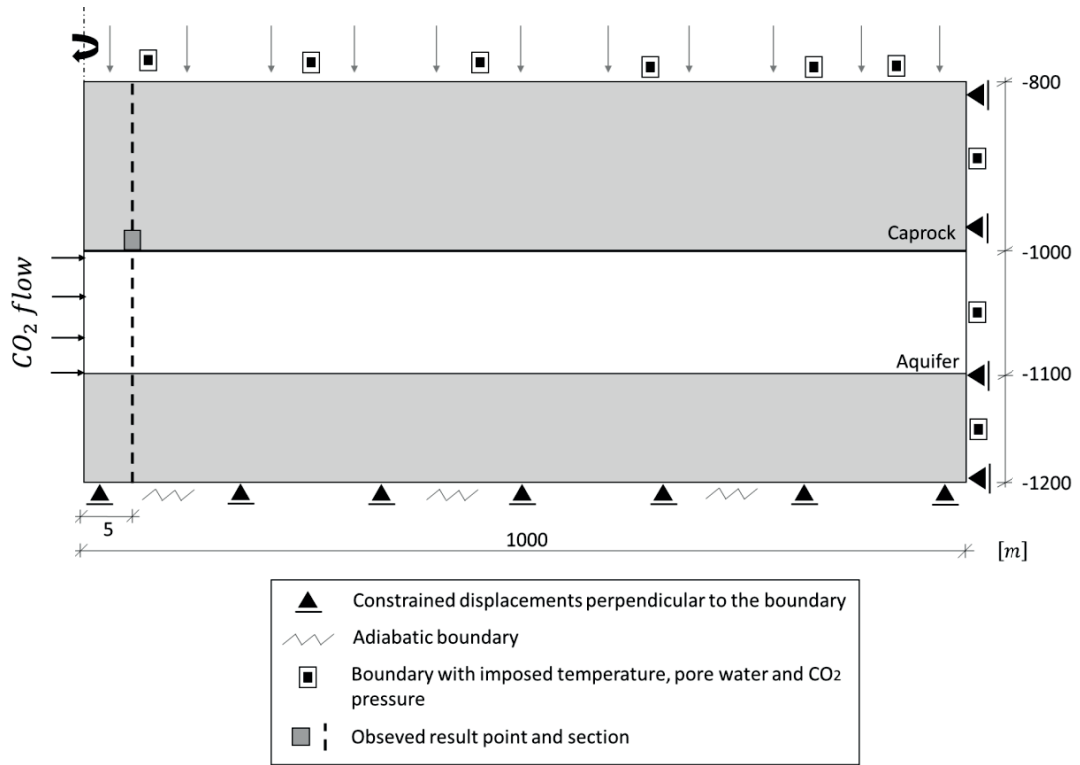 -800
Caprock
-1000
CO₂ flow
Aquifer
-1100
-1200
5
1000
[m]
Constrained displacements perpendicular to the boundary
Adiabatic boundary
Boundary with imposed temperature, pore water and CO₂
pressure
Obseved result point and section